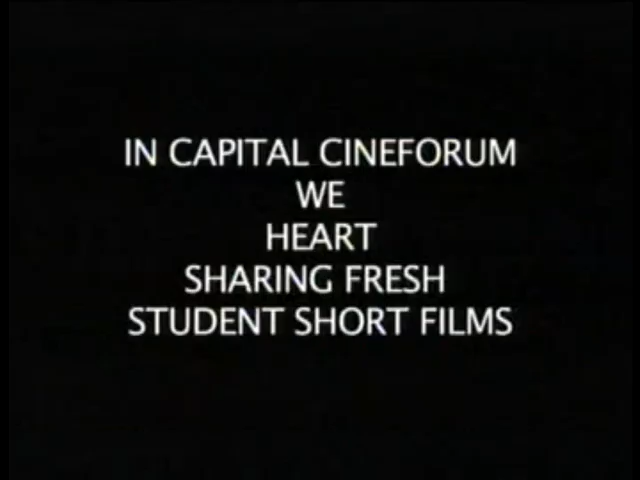 IN CAPITAL CINEFORUM
WE
HEART
SHARING FRESH
STUDENT SHORT FILMS